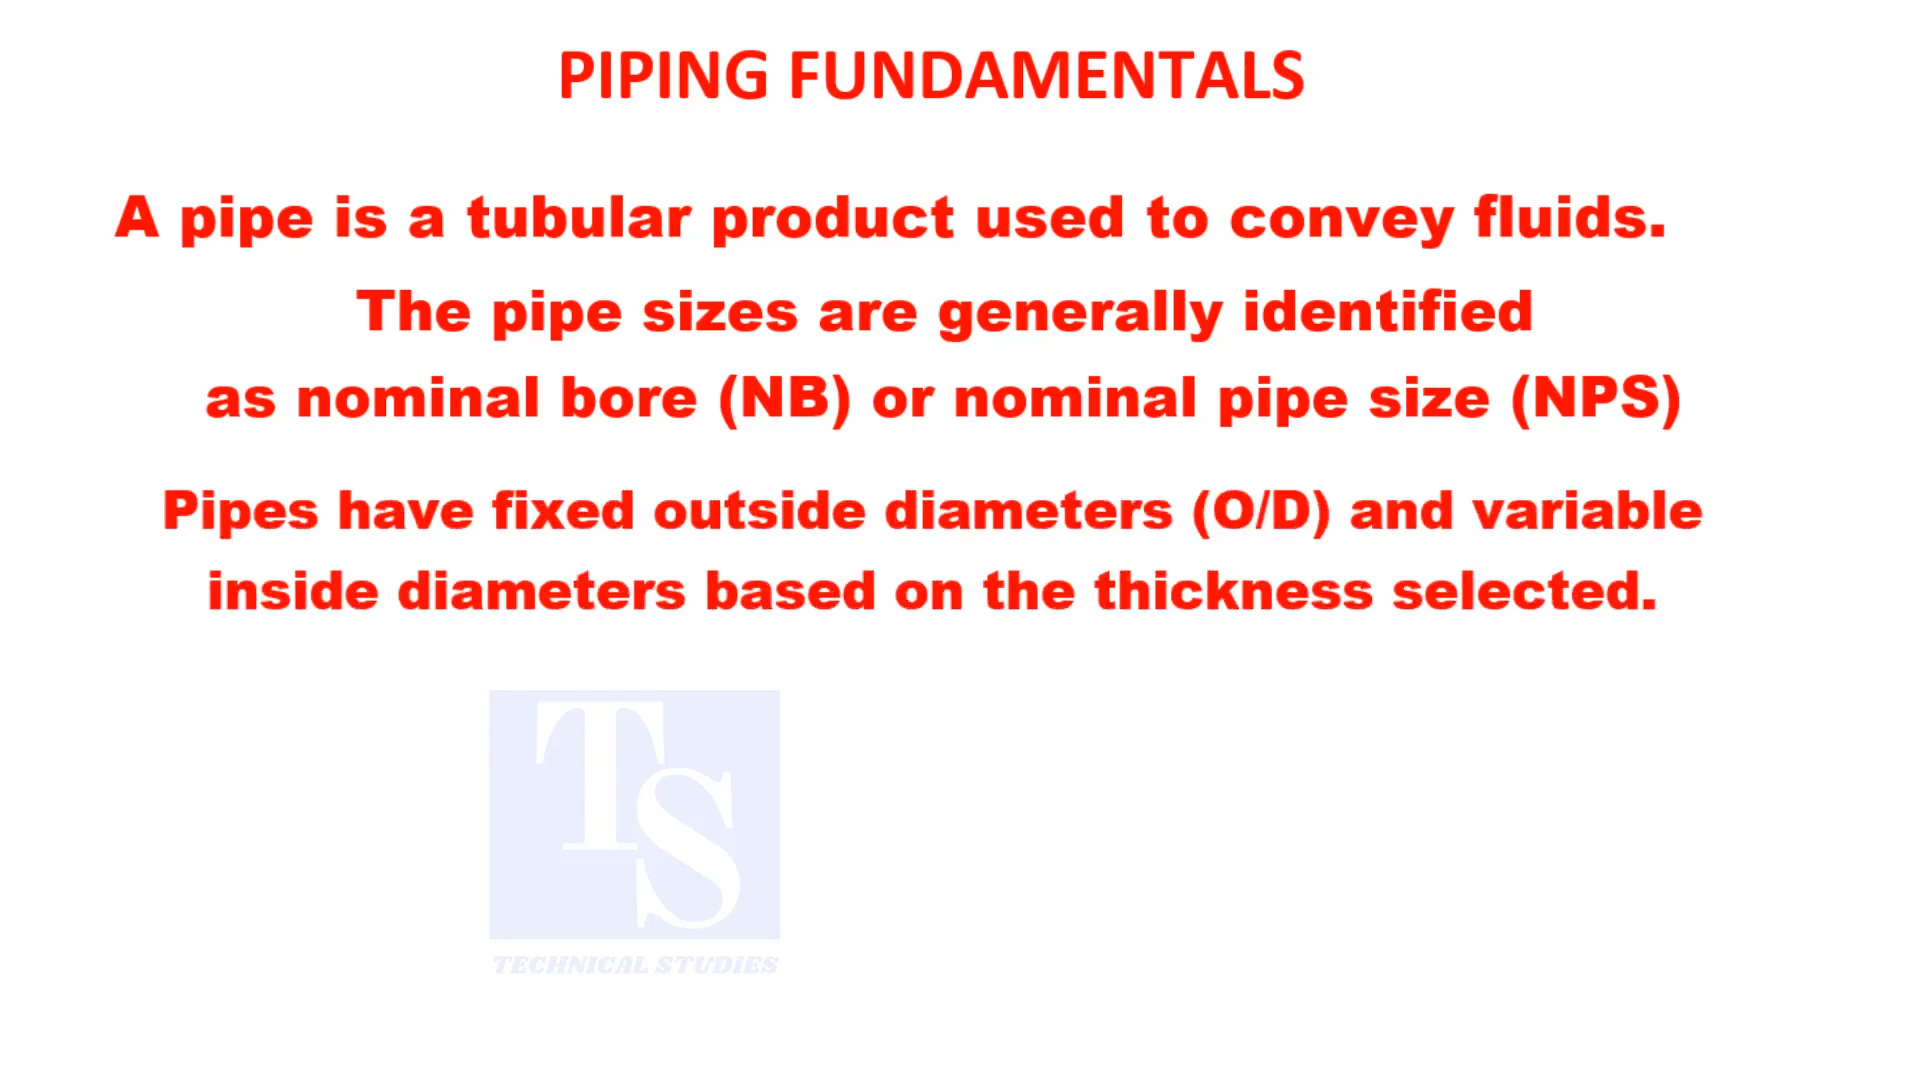 PIPING FUNDAMENTALS
A pipe is a tubular product used to convey fluids.
The pipe sizes are generally identified
as nominal bore (NB) or nominal pipe size (NPS)
Pipes have fixed outside diameters (O/D) and variable
inside diameters based on the thickness selected.
TS
TECHNICAL STUDIES